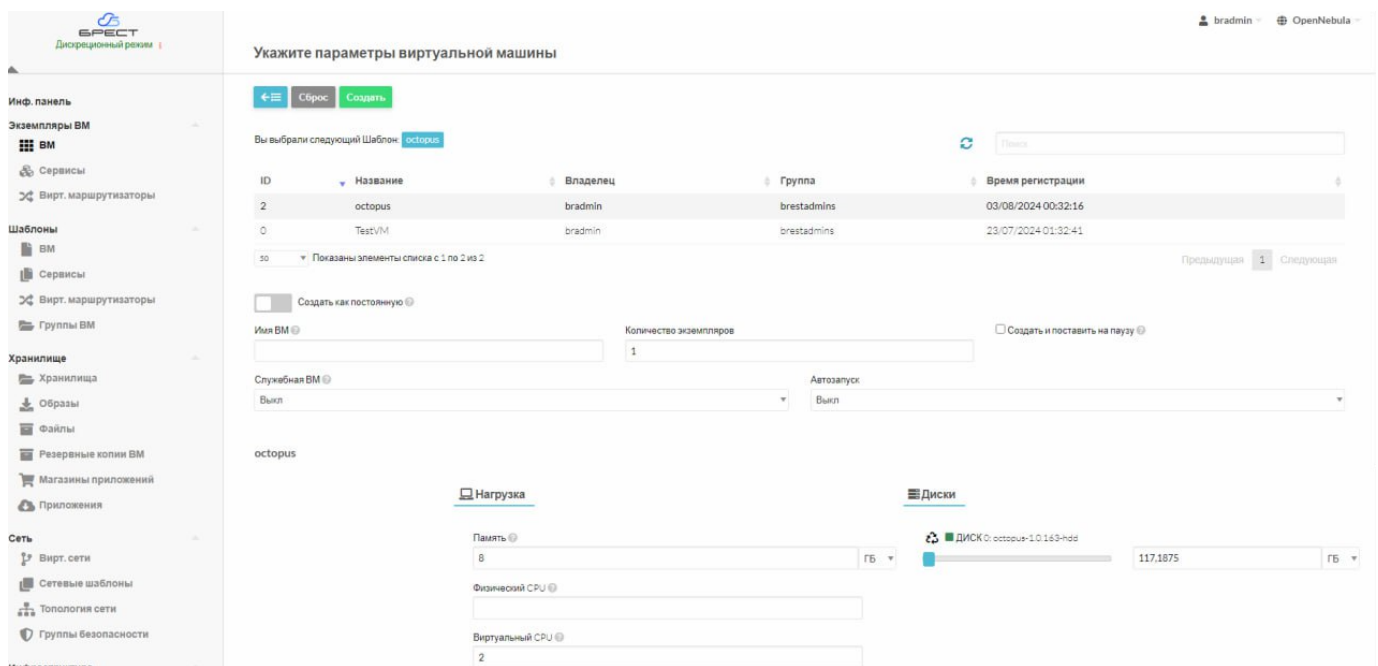 БРЕСТ
Дискреционный режим
bradmin
OpenNebula
Укажите параметры виртуальной машины
Инф. панель
Экземпляры ВМ
ВМ
Сервисы
Вирт. маршрутизаторы
Шаблоны
ВМ
Сервисы
Вирт. маршрутизаторы
Группы ВМ
Хранилище
Хранилища
Образы
Файлы
Резервные копии ВМ
Магазины приложений
Приложения
Сеть
Вирт. сети
Сетевые шаблоны
Топология сети
Группы безопасности
Сброс Создать
Вы выбрали следующий Шаблон: octopus
Поиск
ID Название Владелец Группа Время регистрации
2 octopus bradmin brestadmins 03/08/2024 00:32:16
0 TestVM bradmin brestadmins 23/07/2024 01:32:41
50 Показаны элементы списка с 1 по 2 из 2
Предыдущая 1 Следующая
Создать как постоянную
Имя ВМ Количество экземпляров Создать и поставить на паузу
1
Служебная ВМ Автозапуск
Выкл Выкл
octopus
Нагрузка Диски
Память ДИСК 0: octopus-1.0.163-hdd
8 ГБ 117,1875 ГБ
Физический CPU
Виртуальный CPU
2